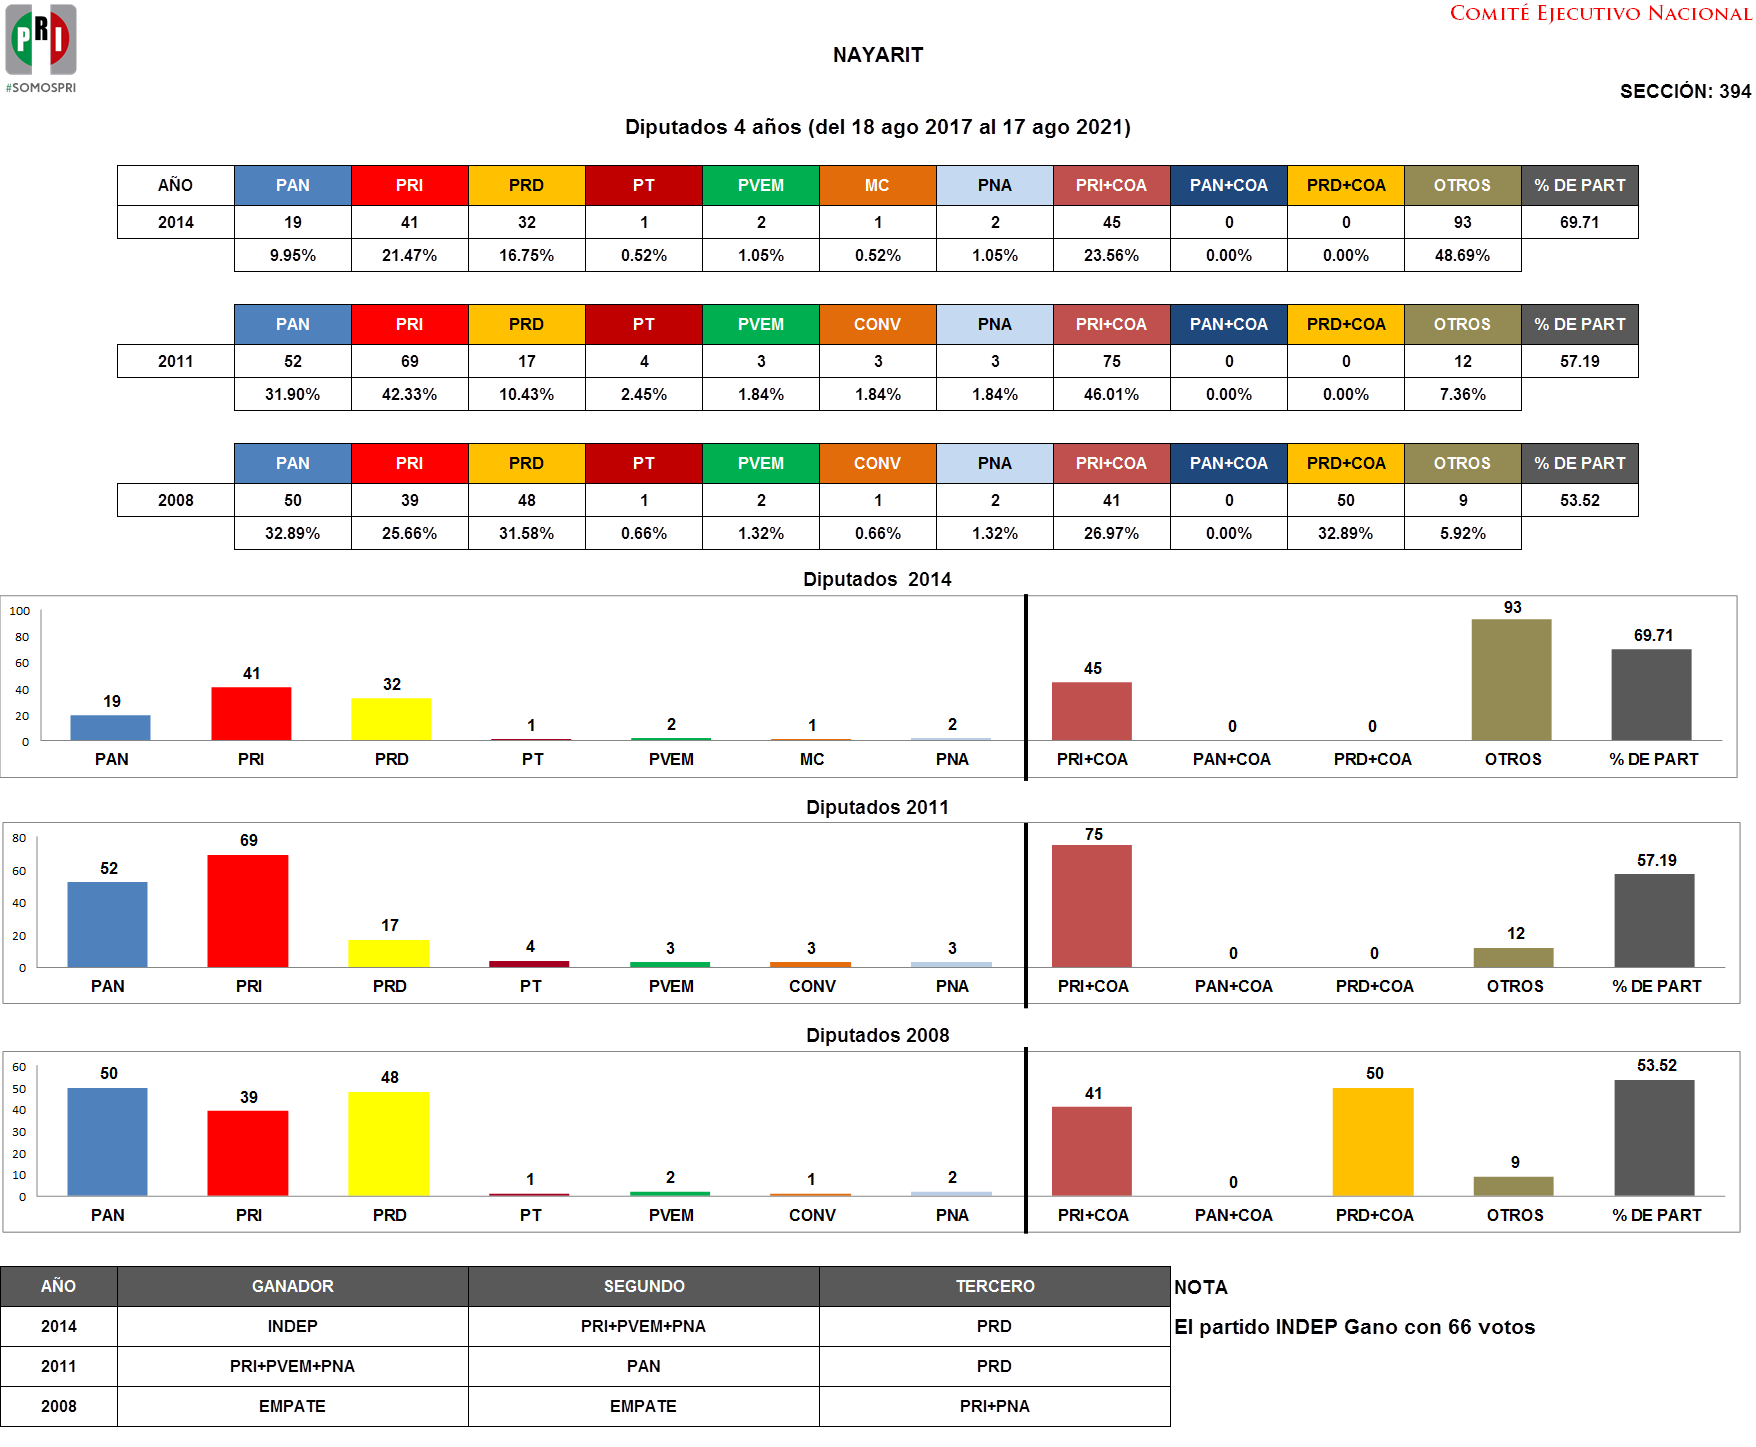 PRI
#SOMOSPRI
COMITÉ EJECUTIVO NACIONAL
NAYARIT
SECCIÓN: 394
Diputados 4 años (del 18 ago 2017 al 17 ago 2021)
AÑO PAN PRI PRD PT PVEM MC PNA PRI+COA PAN+COA PRD+COA OTROS % DE PART
2014 19 41 32 1 2 1 2 45 0 0 93 69.71
9.95% 21.47% 16.75% 0.52% 1.05% 0.52% 1.05% 23.56% 0.00% 0.00% 48.69%
PAN PRI PRD PT PVEM CONV PNA PRI+COA PAN+COA PRD+COA OTROS % DE PART
2011 52 69 17 4 3 3 3 75 0 0 12 57.19
31.90% 42.33% 10.43% 2.45% 1.84% 1.84% 1.84% 46.01% 0.00% 0.00% 7.36%
PAN PRI PRD PT PVEM CONV PNA PRI+COA PAN+COA PRD+COA OTROS % DE PART
2008 50 39 48 1 2 1 2 41 0 50 9 53.52
32.89% 25.66% 31.58% 0.66% 1.32% 0.66% 1.32% 26.97% 0.00% 32.89% 5.92%
Diputados 2014
100
80
60
40
20
0
19 41 32 1 2 1 2 45 0 0 93 69.71
PAN PRI PRD PT PVEM MC PNA PRI+COA PAN+COA PRD+COA OTROS % DE PART
Diputados 2011
80
60
40
20
0
52 69 17 4 3 3 3 75 0 0 12 57.19
PAN PRI PRD PT PVEM CONV PNA PRI+COA PAN+COA PRD+COA OTROS % DE PART
Diputados 2008
60
50
40
30
20
10
0
50 39 48 1 2 1 2 41 0 50 9 53.52
PAN PRI PRD PT PVEM CONV PNA PRI+COA PAN+COA PRD+COA OTROS % DE PART
AÑO GANADOR SEGUNDO TERCERO NOTA
2014 INDEP PRI+PVEM+PNA PRD El partido INDEP Gano con 66 votos
2011 PRI+PVEM+PNA PAN PRD
2008 EMPATE EMPATE PRI+PNA